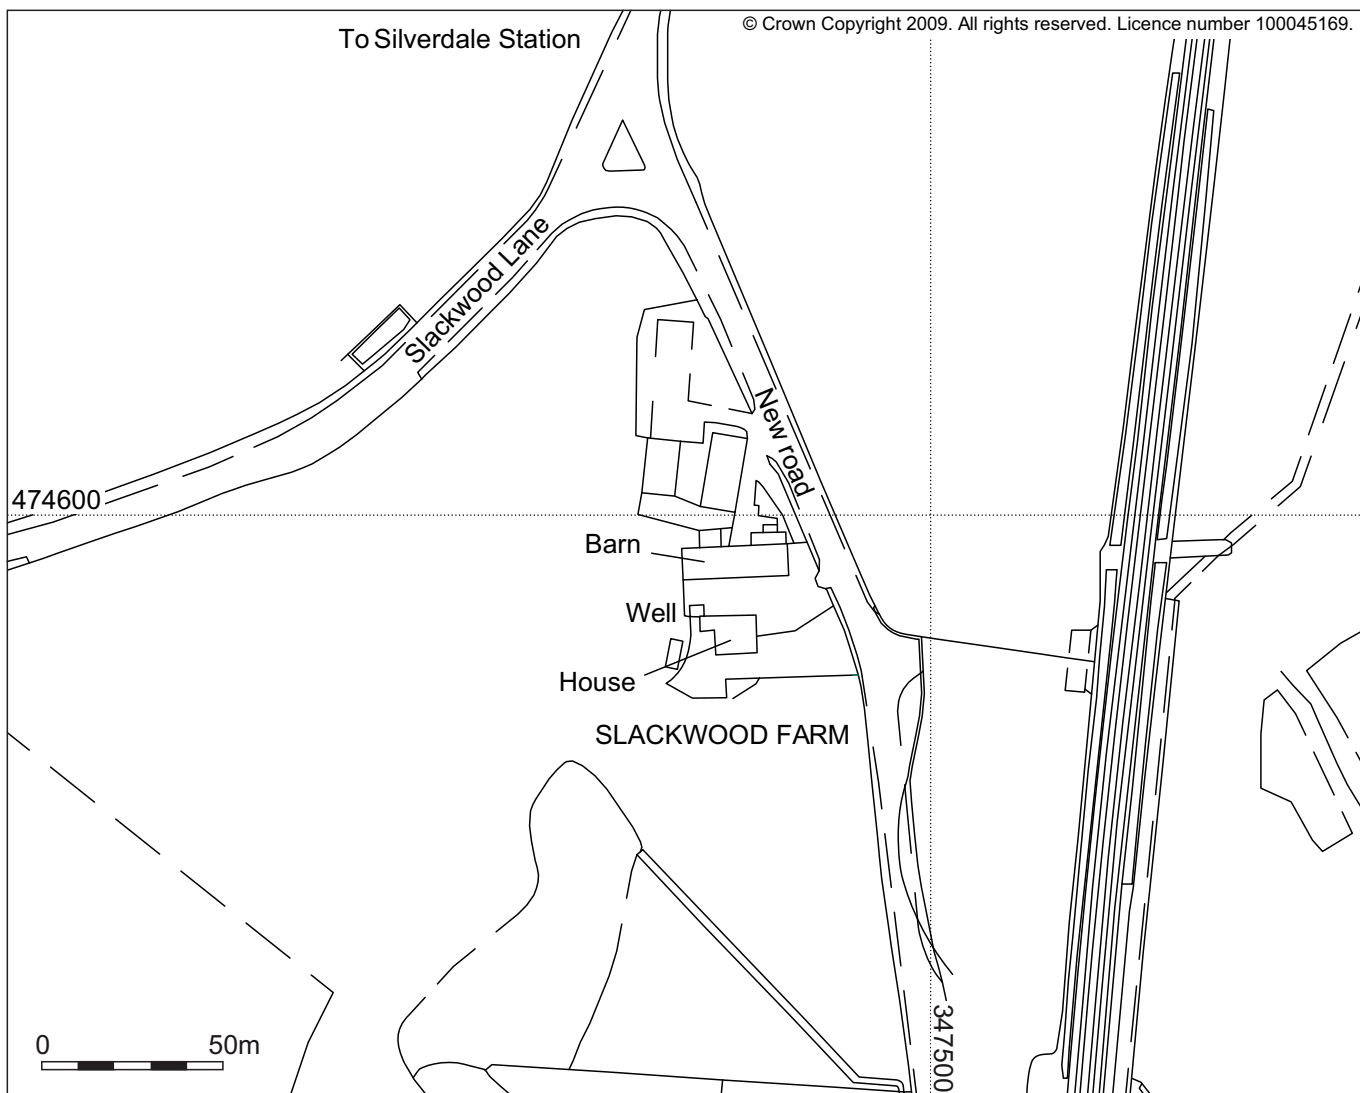 © Crown Copyright 2009. All rights reserved. Licence number 100045169.
To Silverdale Station
Slackwood Lane
New road
474600
Barn
Well
House
SLACKWOOD FARM
347500
0 50m